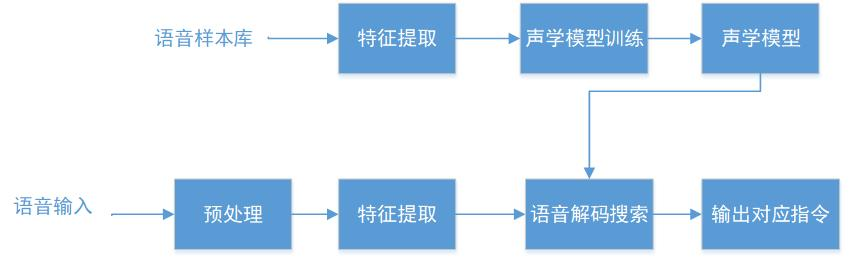 语音样本库
特征提取
声学模型训练
声学模型
语音输入
预处理
特征提取
语音解码搜索
输出对应指令